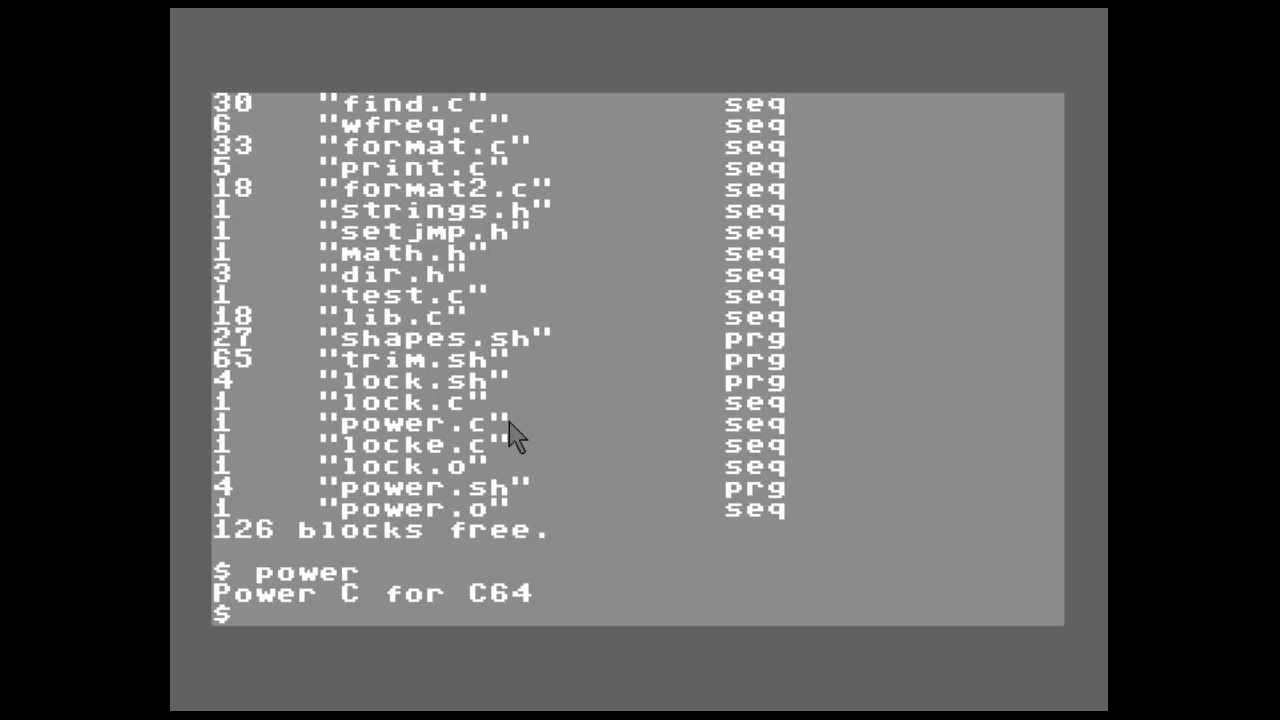 30 "find.c" seq
6 "wfreq.c" seq
33 "format.c" seq
5 "print.c" seq
18 "format2.c" seq
1 "strings.h" seq
1 "setjmp.h" seq
1 "math.h" seq
3 "dir.h" seq
1 "test.c" seq
18 "lib.c" seq
27 "shapes.sh" prg
65 "trim.sh" prg
4 "lock.sh" prg
1 "lock.c" seq
1 "power.c" seq
1 "locke.c" seq
1 "lock.o" seq
4 "power.sh" prg
1 "power.o" seq
126 blocks free.
$ power
Power C for C64
$